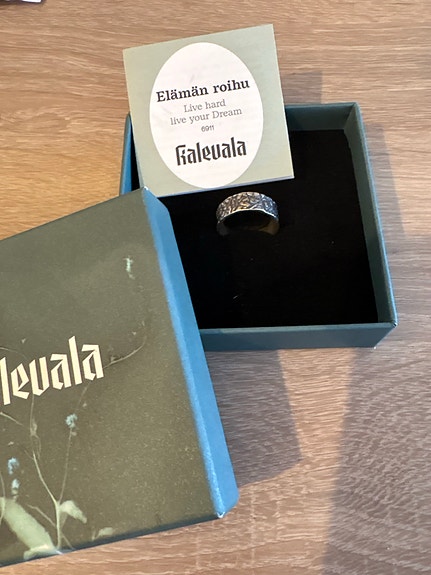 Elämän roihu
Live hard
live your Dream
6911
Kalevala
levala